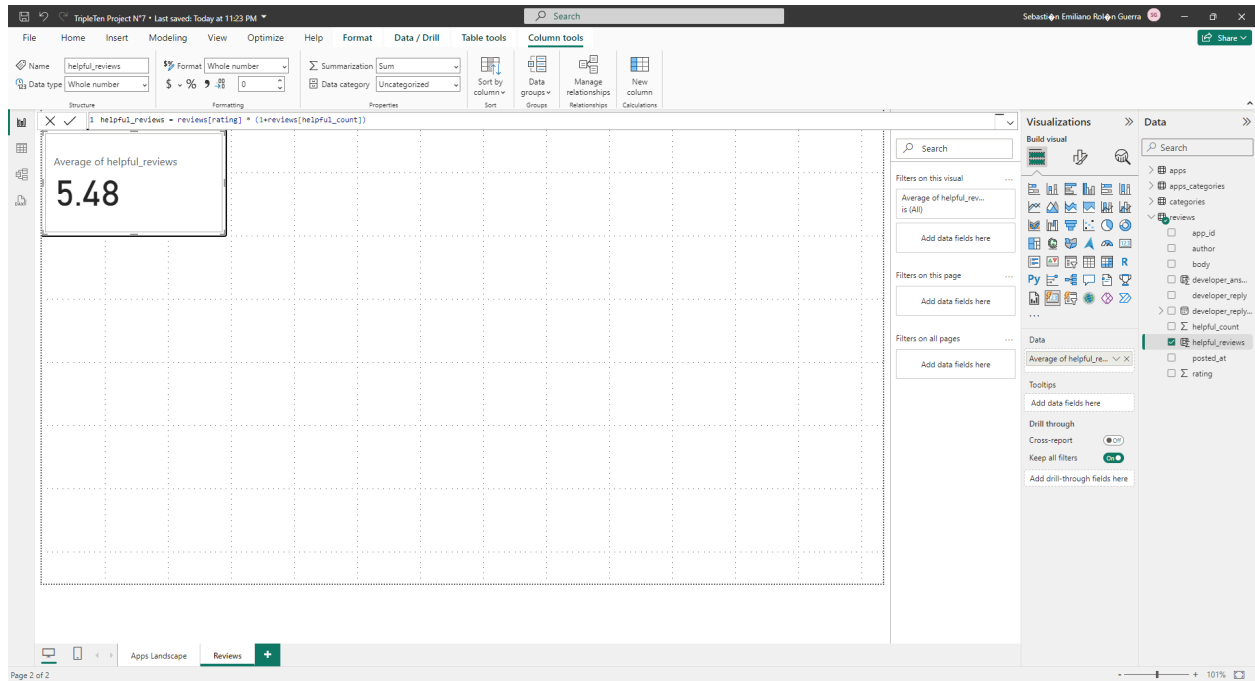 TripleTen Project N°7 • Last saved: Today at 11:23 PM
Search
Sebasti�n Emiliano Rol�n Guerra
SG
File Home Insert Modeling View Optimize Help Format Data / Drill Table tools Column tools
Share
Name helpful_reviews
Format Whole number
Summarization Sum
Data type Whole number
$ % 0
Data category Uncategorized
Sort by column
Data groups
Manage relationships
New column
Structure Formatting Properties Sort Groups Relationships Calculations
1 helpful_reviews = reviews[rating] * (1+reviews[helpful_count])
Average of helpful_reviews
5.48
Search
Filters on this visual ...
Average of helpful_rev...
is (All)
Add data fields here
Filters on this page ...
Add data fields here
Filters on all pages ...
Add data fields here
Visualizations
Build visual
123
R
Py
...
Data
Average of helpful_re...
Tooltips
Add data fields here
Drill through
Cross-report Off
Keep all filters On
Add drill-through fields here
Data
Search
apps
apps_categories
categories
reviews
app_id
author
body
developer_ans...
developer_reply
developer_reply...
helpful_count
helpful_reviews
posted_at
rating
Apps Landscape Reviews
Page 2 of 2
101%